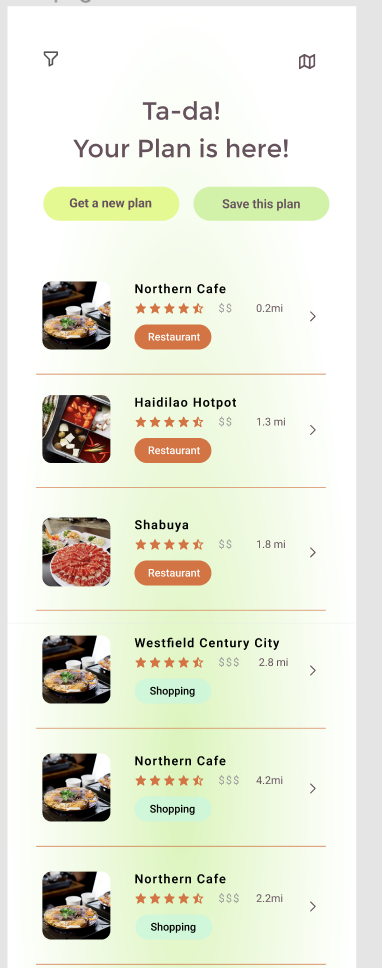 Ta-da!
Your Plan is here!
Get a new plan
Save this plan
Northern Cafe
$$ 0.2mi
Restaurant
Haidilao Hotpot
$$ 1.3 mi
Restaurant
Shabuya
$$ 1.8 mi
Restaurant
Westfield Century City
$$$ 2.8 mi
Shopping
Northern Cafe
$$$ 4.2mi
Shopping
Northern Cafe
$$$ 2.2mi
Shopping